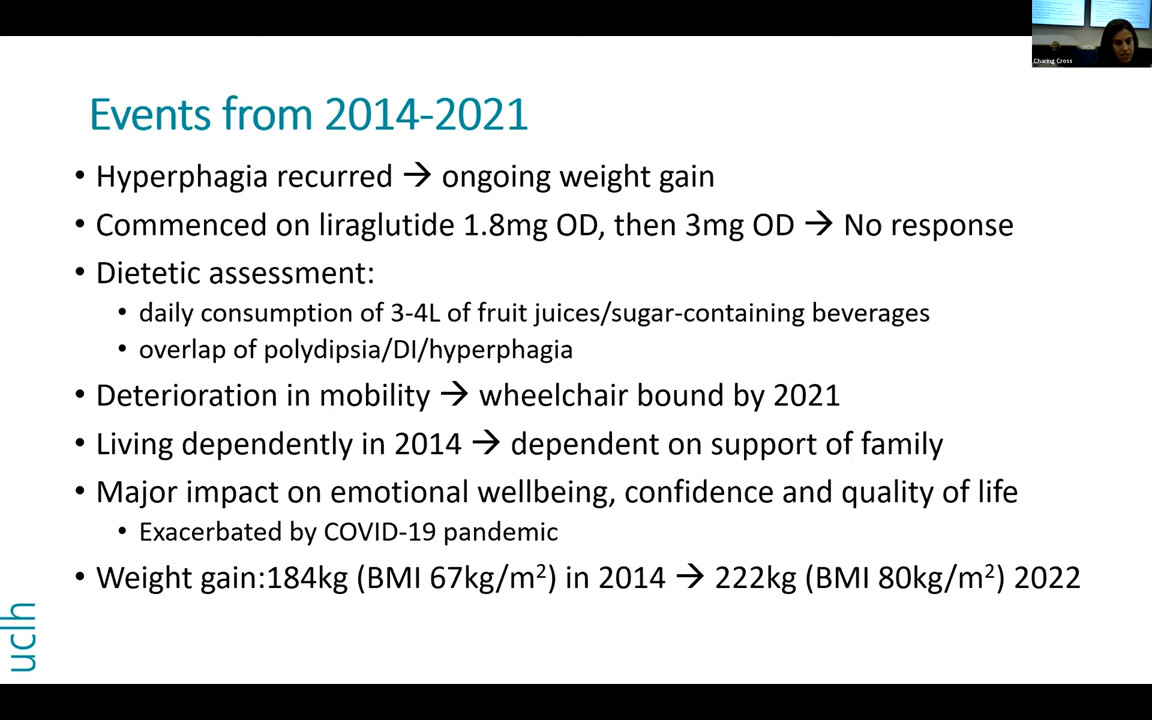 Charing Cross
Events from 2014-2021
• Hyperphagia recurred → ongoing weight gain
• Commenced on liraglutide 1.8mg OD, then 3mg OD → No response
• Dietetic assessment:
• daily consumption of 3-4L of fruit juices/sugar-containing beverages
• overlap of polydipsia/DI/hyperphagia
• Deterioration in mobility → wheelchair bound by 2021
• Living dependently in 2014 → dependent on support of family
• Major impact on emotional wellbeing, confidence and quality of life
• Exacerbated by COVID-19 pandemic
• Weight gain:184kg (BMI 67kg/m²) in 2014 → 222kg (BMI 80kg/m²) 2022
uclh